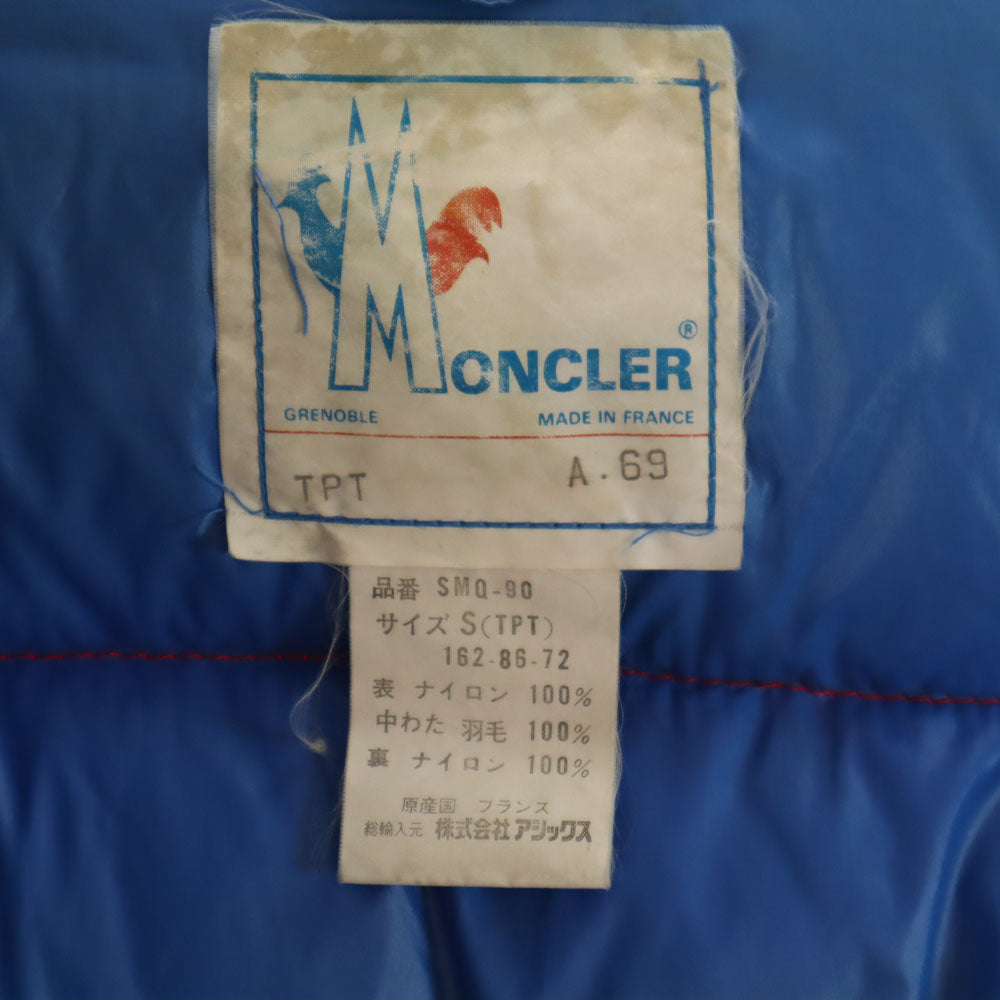 MONCLER ®
GRENOBLE MADE IN FRANCE
TPT A.69
品番 SMQ-90
サイズ S(TPT)
162-86-72
表 ナイロン 100%
中わた 羽毛 100%
裏 ナイロン 100%
原産国 フランス
総輸入元 株式会社アシックス